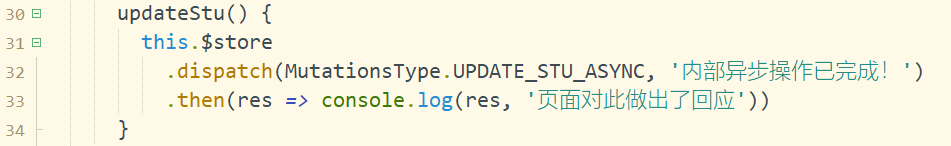 30 updateStu() {
31 this.$store
32 .dispatch(MutationsType.UPDATE_STU_ASYNC, '内部异步操作已完成！')
33 .then(res => console.log(res, '页面对此做出了回应'))
34 }